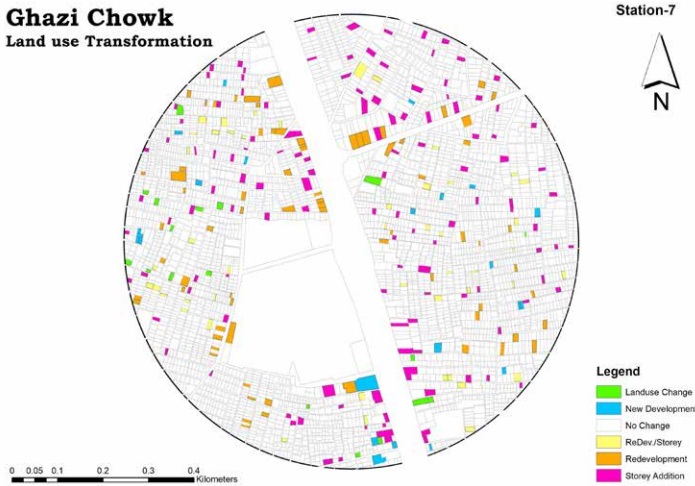 Ghazi Chowk
Land use Transformation
Station-7
N
Legend
Landuse Change
New Developmen
No Change
ReDev./Storey
Redevelopment
Storey Addition
0 0.05 0.1 0.2 0.3 0.4
Kilometers